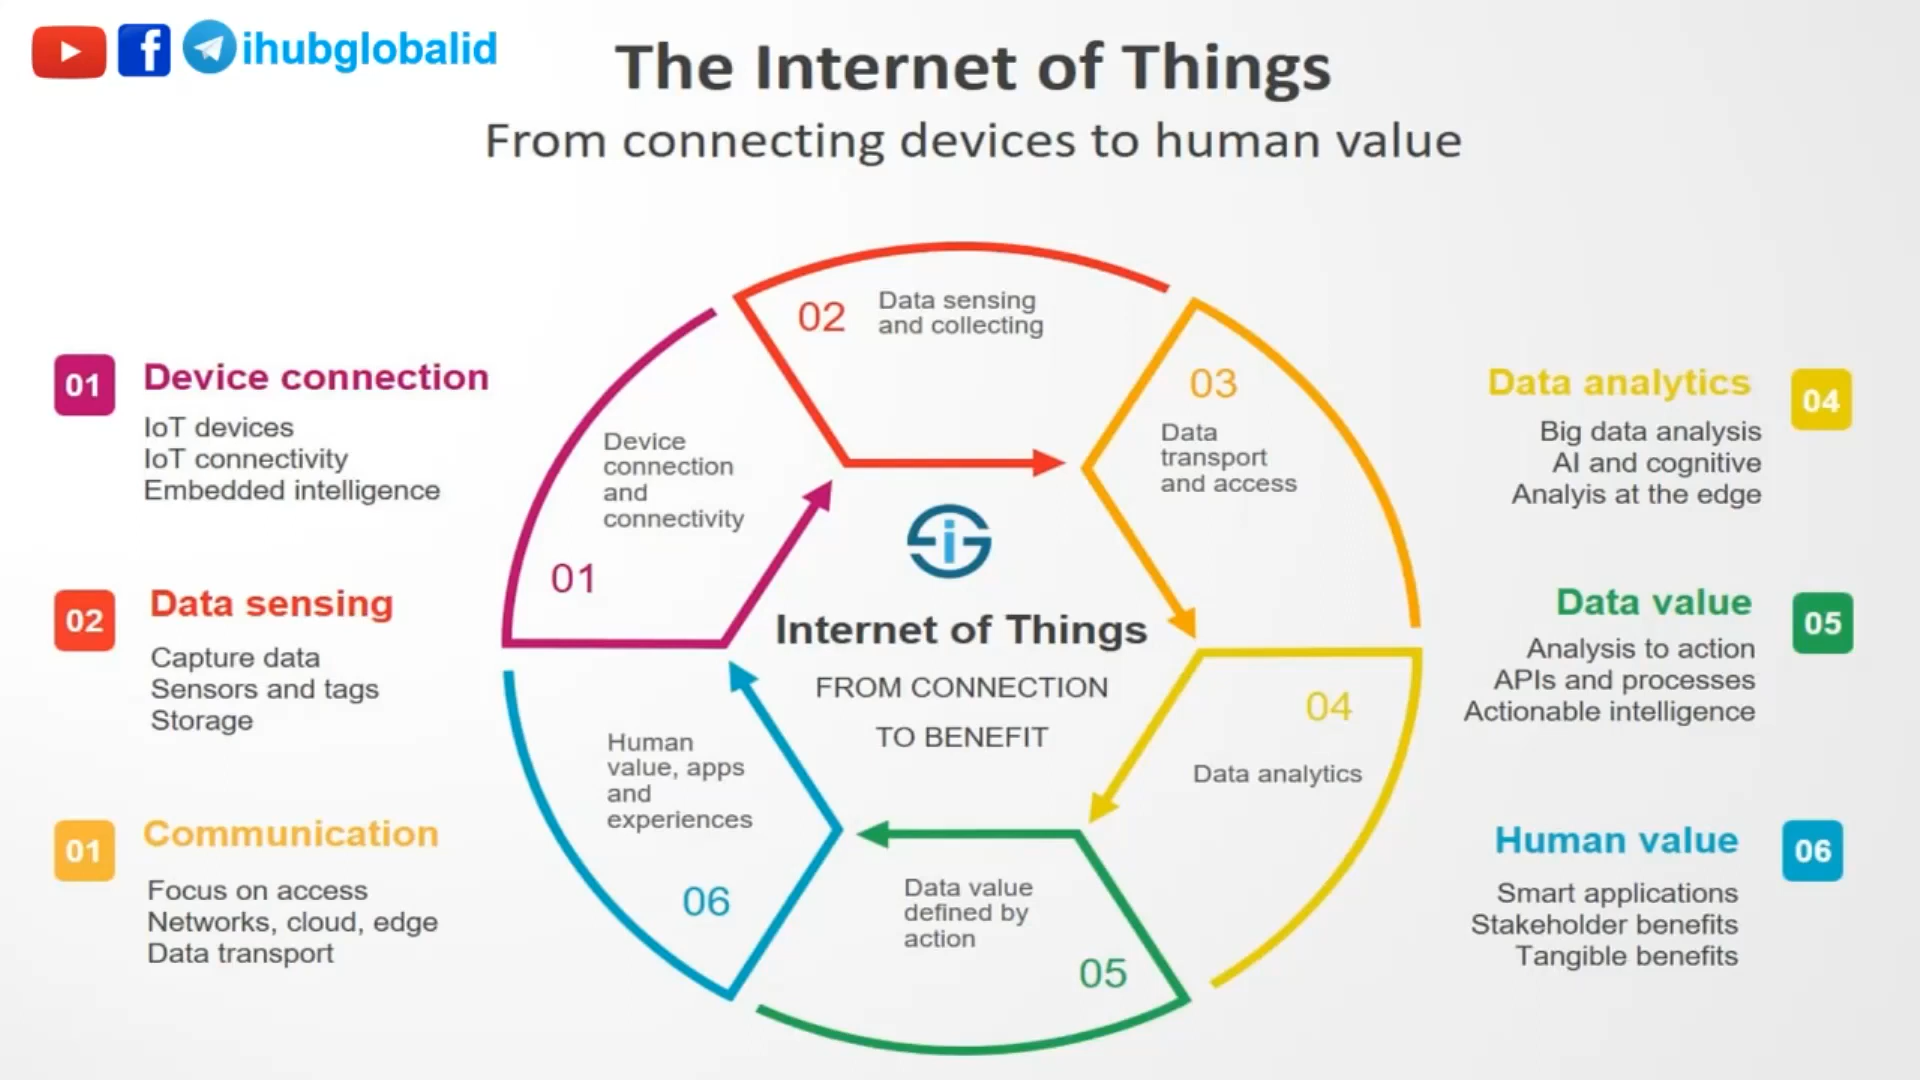 ihubglobalid
The Internet of Things
From connecting devices to human value
01
Device connection
IoT devices
IoT connectivity
Embedded intelligence
02
Data sensing
Capture data
Sensors and tags
Storage
01
Communication
Focus on access
Networks, cloud, edge
Data transport
Device
connection
and
connectivity
01
02
Data sensing
and collecting
03
Data
transport
and access
04
Data analytics
Data value
defined by
action
05
Human
value, apps
and
experiences
06
Internet of Things
FROM CONNECTION
TO BENEFIT
Data analytics
04
Big data analysis
AI and cognitive
Analyis at the edge
Data value
05
Analysis to action
APIs and processes
Actionable intelligence
Human value
06
Smart applications
Stakeholder benefits
Tangible benefits